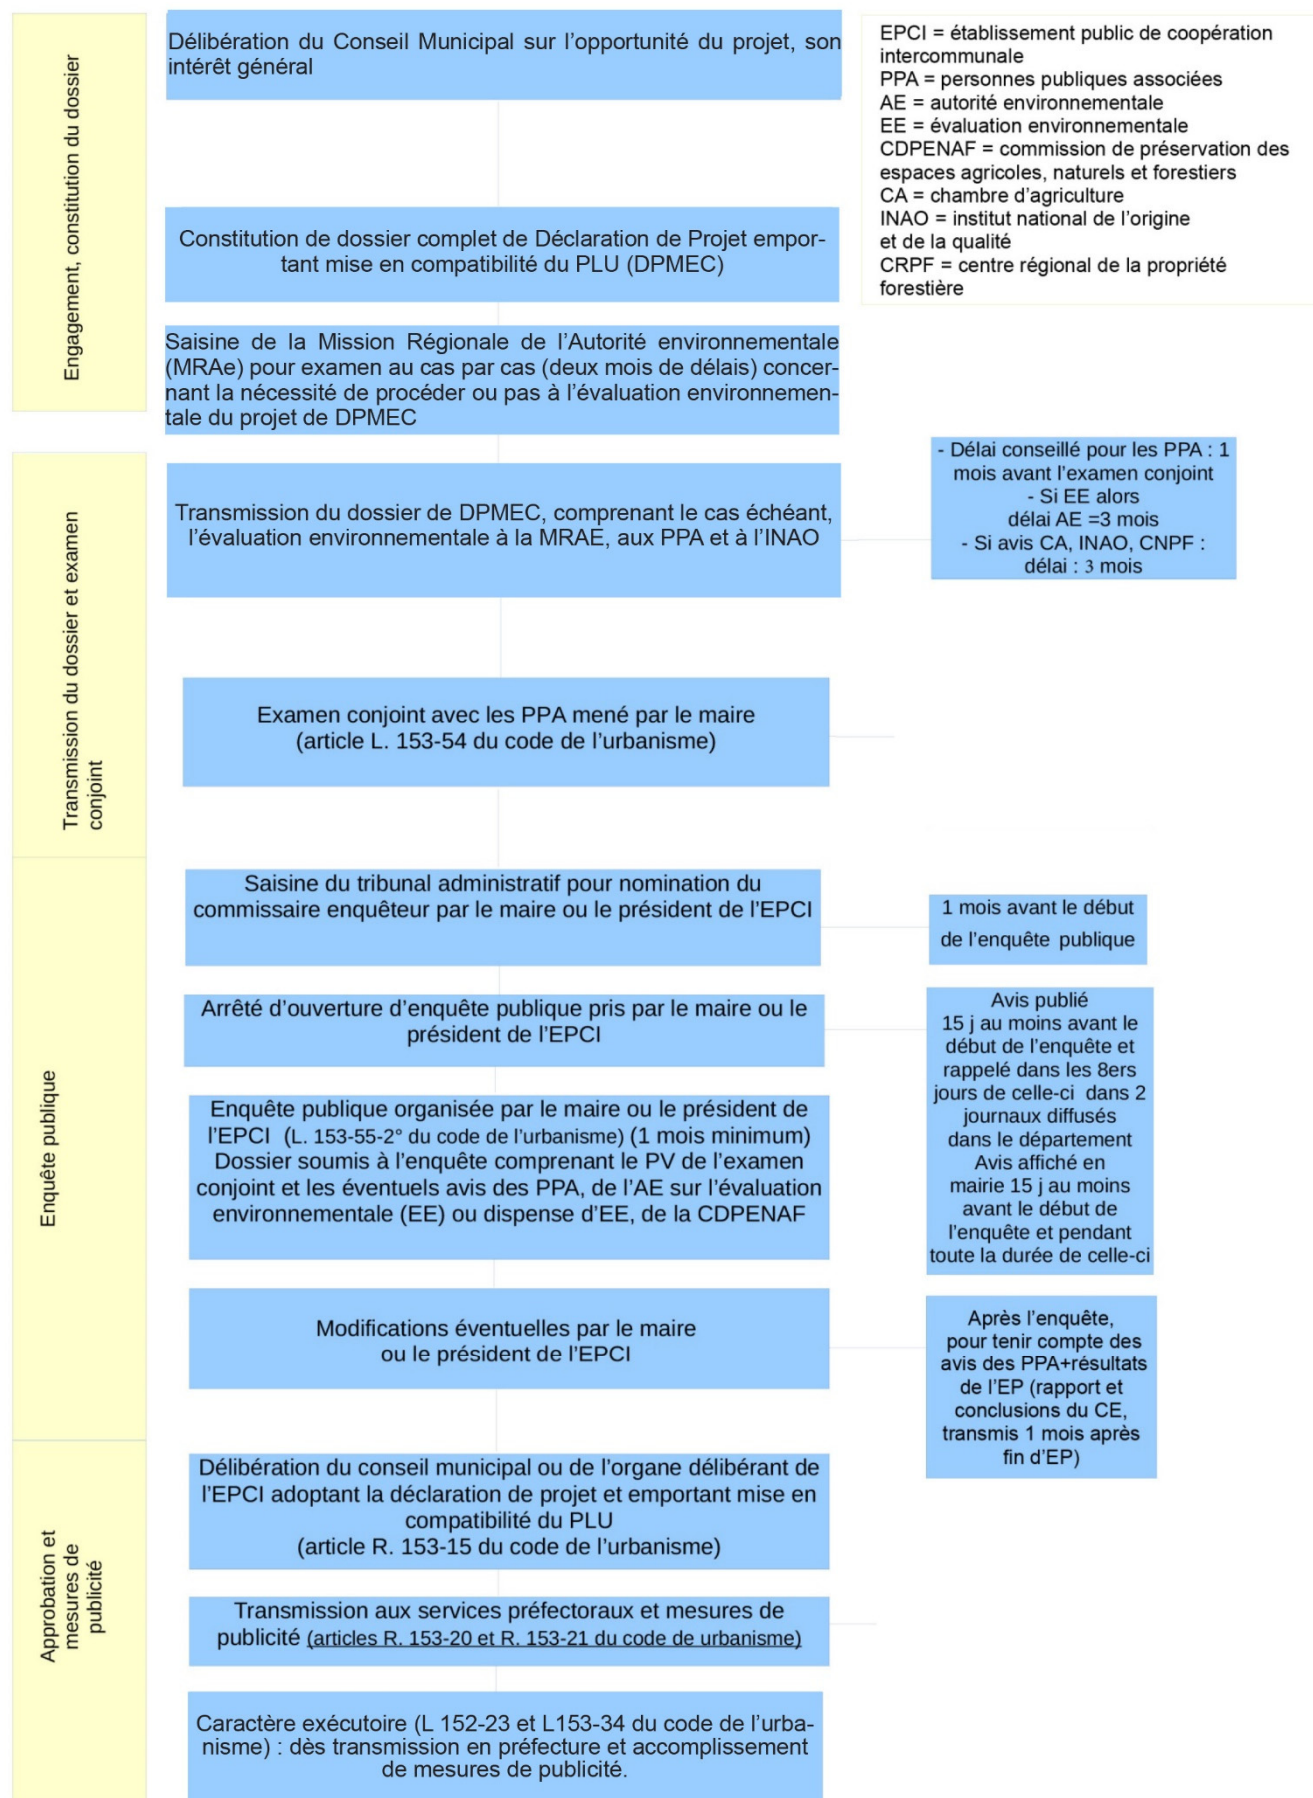 Engagement, constitution du dossier
Délibération du Conseil Municipal sur l’opportunité du projet, son
intérêt général
EPCI = établissement public de coopération
intercommunale
PPA = personnes publiques associées
AE = autorité environnementale
EE = évaluation environnementale
CDPENAF = commission de préservation des
espaces agricoles, naturels et forestiers
CA = chambre d’agriculture
INAO = institut national de l’origine
et de la qualité
CRPF = centre régional de la propriété
forestière
Constitution de dossier complet de Déclaration de Projet empor-
tant mise en compatibilité du PLU (DPMEC)
Saisine de la Mission Régionale de l’Autorité environnementale
(MRAe) pour examen au cas par cas (deux mois de délais) concer-
nant la nécessité de procéder ou pas à l’évaluation environnemen-
tale du projet de DPMEC
Transmission du dossier et examen
conjoint
Transmission du dossier de DPMEC, comprenant le cas échéant,
l’évaluation environnementale à la MRAE, aux PPA et à l’INAO
- Délai conseillé pour les PPA : 1
mois avant l’examen conjoint
- Si EE alors
délai AE =3 mois
- Si avis CA, INAO, CNPF :
délai : 3 mois
Examen conjoint avec les PPA mené par le maire
(article L. 153-54 du code de l’urbanisme)
Enquête publique
Saisine du tribunal administratif pour nomination du
commissaire enquêteur par le maire ou le président de l’EPCI
1 mois avant le début
de l’enquête publique
Arrêté d’ouverture d’enquête publique pris par le maire ou le
président de l’EPCI
Avis publié
15 j au moins avant le
début de l’enquête et
rappelé dans les 8ers
jours de celle-ci dans 2
journaux diffusés
dans le département
Avis affiché en
mairie 15 j au moins
avant le début de
l’enquête et pendant
toute la durée de celle-ci
Enquête publique organisée par le maire ou le président de
l’EPCI (L. 153-55-2° du code de l’urbanisme) (1 mois minimum)
Dossier soumis à l’enquête comprenant le PV de l’examen
conjoint et les éventuels avis des PPA, de l’AE sur l’évaluation
environnementale (EE) ou dispense d’EE, de la CDPENAF
Modifications éventuelles par le maire
ou le président de l’EPCI
Après l’enquête,
pour tenir compte des
avis des PPA+résultats
de l’EP (rapport et
conclusions du CE,
transmis 1 mois après
fin d’EP)
Approbation et
mesures de
publicité
Délibération du conseil municipal ou de l’organe délibérant de
l’EPCI adoptant la déclaration de projet et emportant mise en
compatibilité du PLU
(article R. 153-15 du code de l’urbanisme)
Transmission aux services préfectoraux et mesures de
publicité (articles R. 153-20 et R. 153-21 du code de urbanisme)
Caractère exécutoire (L 152-23 et L153-34 du code de l’urba-
nisme) : dès transmission en préfecture et accomplissement
de mesures de publicité.